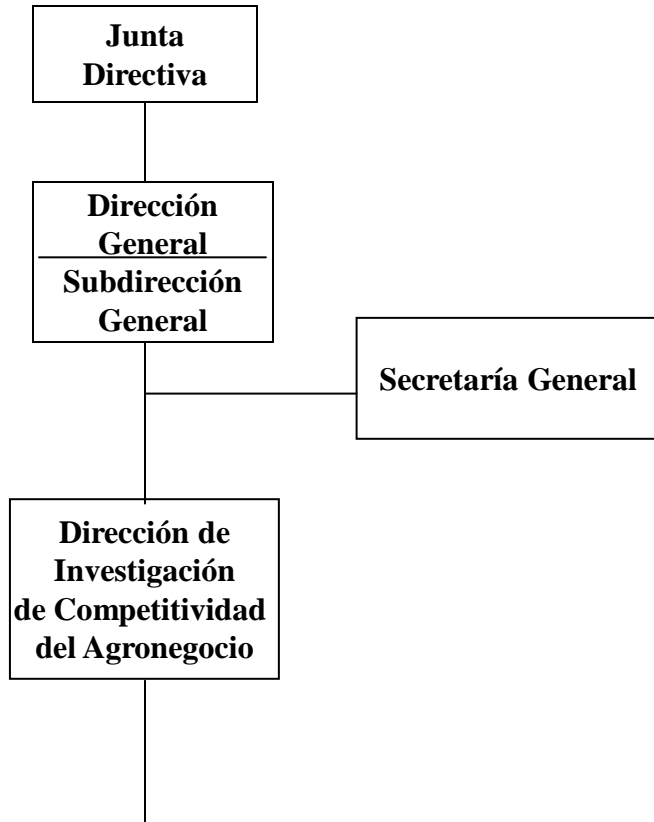 Junta
Directiva
Dirección
General
Subdirección
General
Secretaría General
Dirección de
Investigación
de Competitividad
del Agronegocio